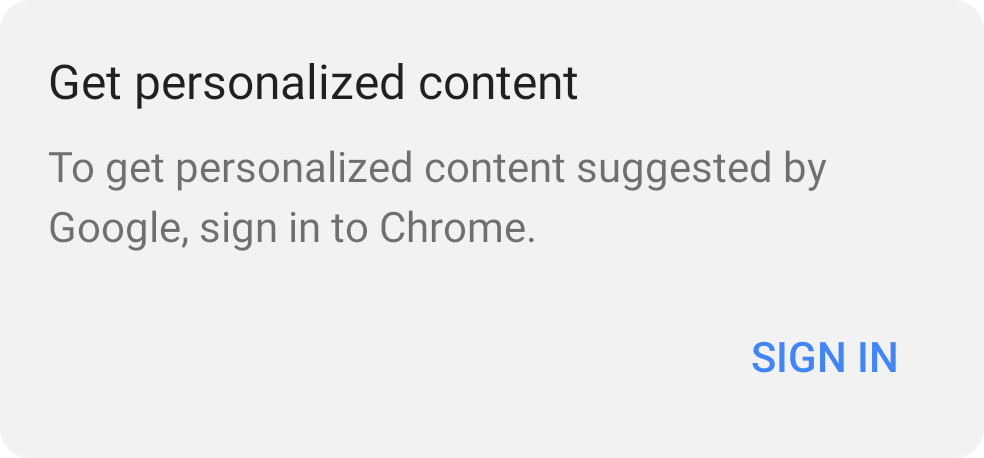 Get personalized content
To get personalized content suggested by
Google, sign in to Chrome.
SIGN IN